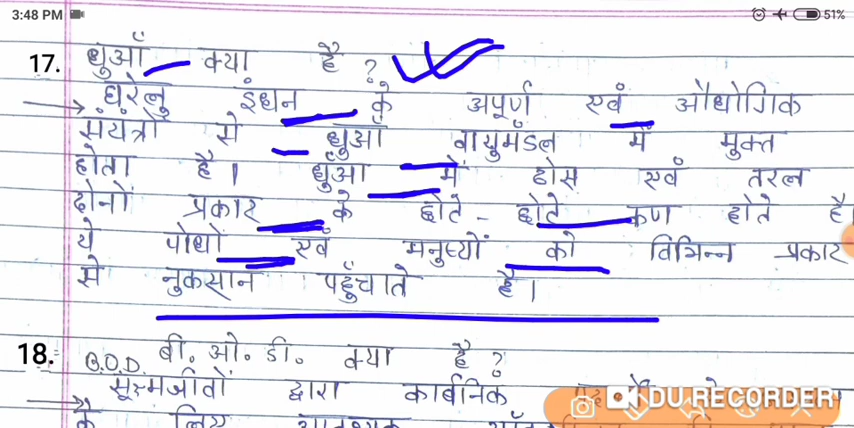 3:48 PM 51%
17. धुआँ क्या है ?
घरेलु इंधन के अपूर्ण एवं औधोगिक
संयंत्रों से धुआँ वायुमंडल में मुक्त
होता है। धुँआ में ठोस एवं तरल
दोनों प्रकार के छोटे - छोटे कण होते है।
ये पोधो एवं मनुष्यों को विभिन्न प्रकार
से नुकसान पहुँचाते है।
18. B.O.D. बी. ओ. डी. क्या है ?
सूक्ष्मजीवों द्वारा कार्बनिक
DU RECORDER
के लिए